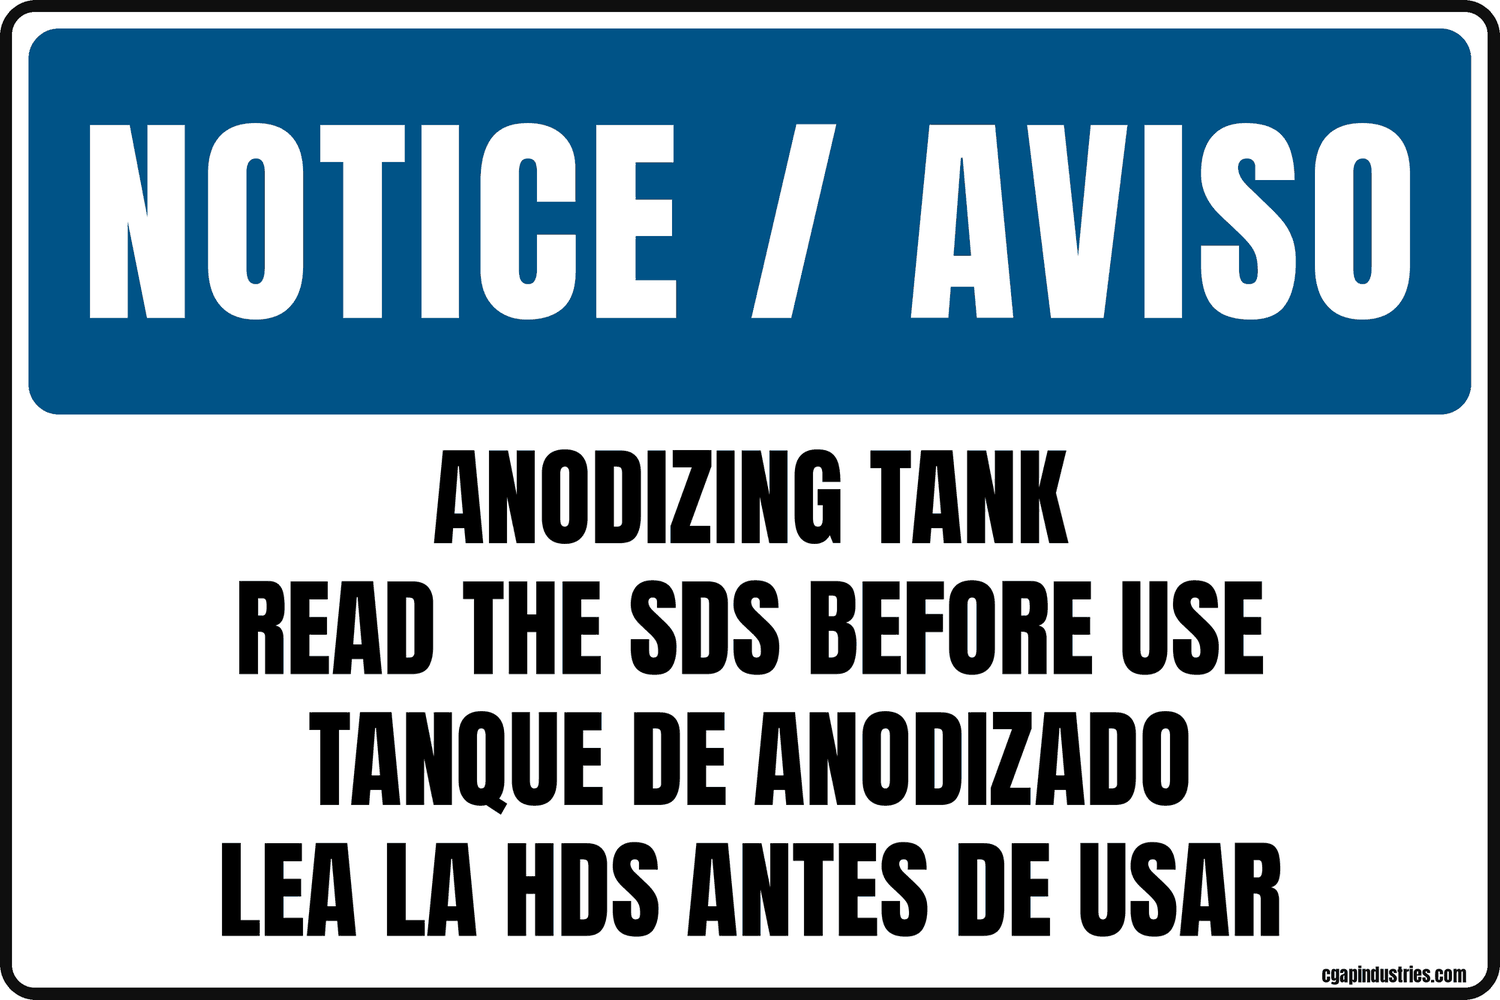 NOTICE / AVISO
ANODIZING TANK
READ THE SDS BEFORE USE
TANQUE DE ANODIZADO
LEA LA HDS ANTES DE USAR
cgapindustries.com